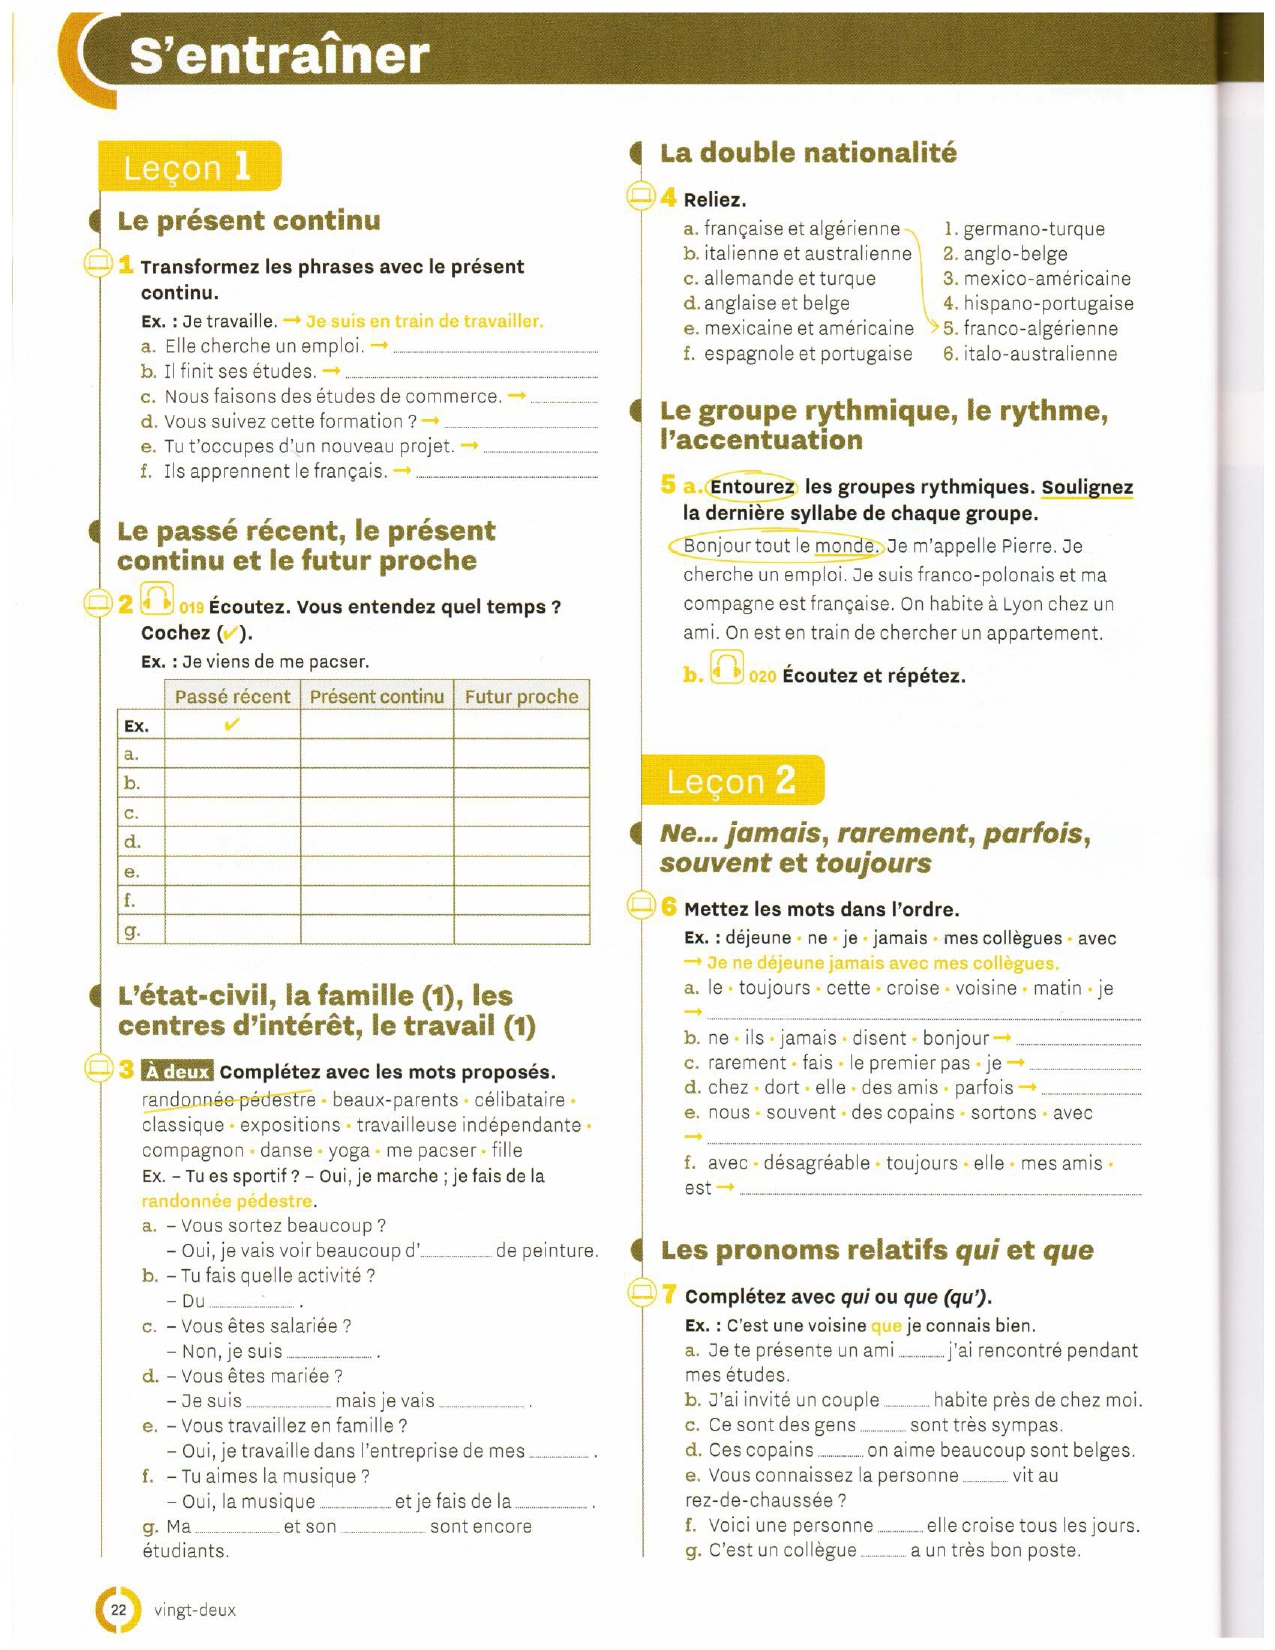 S'entraîner
Leçon 1
Le présent continu
1 Transformez les phrases avec le présent
continu.
Ex. : Je travaille. → Je suis en train de travailler.
a. Elle cherche un emploi. →
b. Il finit ses études. →
c. Nous faisons des études de commerce. →
d. Vous suivez cette formation ? →
e. Tu t'occupes d'un nouveau projet. →
f. Ils apprennent le français. →
Le passé récent, le présent
continu et le futur proche
2 019 Écoutez. Vous entendez quel temps ?
Cochez (✓).
Ex. : Je viens de me pacser.
Passé récent Présent continu Futur proche
Ex. ✓
a.
b.
c.
d.
e.
f.
g.
L'état-civil, la famille (1), les
centres d'intérêt, le travail (1)
3 À deux Complétez avec les mots proposés.
randonnée pédestre • beaux-parents • célibataire •
classique • expositions • travailleuse indépendante •
compagnon • danse • yoga • me pacser • fille
Ex. – Tu es sportif ? – Oui, je marche ; je fais de la
randonnée pédestre.
a. – Vous sortez beaucoup ?
– Oui, je vais voir beaucoup d' de peinture.
b. – Tu fais quelle activité ?
– Du .
c. – Vous êtes salariée ?
– Non, je suis .
d. – Vous êtes mariée ?
– Je suis mais je vais .
e. – Vous travaillez en famille ?
– Oui, je travaille dans l'entreprise de mes .
f. – Tu aimes la musique ?
– Oui, la musique et je fais de la .
g. Ma et son sont encore
étudiants.
22 vingt-deux
La double nationalité
4 Reliez.
a. française et algérienne 1. germano-turque
b. italienne et australienne 2. anglo-belge
c. allemande et turque 3. mexico-américaine
d. anglaise et belge 4. hispano-portugaise
e. mexicaine et américaine 5. franco-algérienne
f. espagnole et portugaise 6. italo-australienne
Le groupe rythmique, le rythme,
l'accentuation
5 a. Entourez les groupes rythmiques. Soulignez
la dernière syllabe de chaque groupe.
Bonjour tout le monde. Je m'appelle Pierre. Je
cherche un emploi. Je suis franco-polonais et ma
compagne est française. On habite à Lyon chez un
ami. On est en train de chercher un appartement.
b. 020 Écoutez et répétez.
Leçon 2
Ne... jamais, rarement, parfois,
souvent et toujours
6 Mettez les mots dans l'ordre.
Ex. : déjeune • ne • je • jamais • mes collègues • avec
→ Je ne déjeune jamais avec mes collègues.
a. le • toujours • cette • croise • voisine • matin • je
→
b. ne • ils • jamais • disent • bonjour →
c. rarement • fais • le premier pas • je →
d. chez • dort • elle • des amis • parfois →
e. nous • souvent • des copains • sortons • avec
→
f. avec • désagréable • toujours • elle • mes amis •
est →
Les pronoms relatifs qui et que
7 Complétez avec qui ou que (qu').
Ex. : C'est une voisine que je connais bien.
a. Je te présente un ami j'ai rencontré pendant
mes études.
b. J'ai invité un couple habite près de chez moi.
c. Ce sont des gens sont très sympas.
d. Ces copains on aime beaucoup sont belges.
e. Vous connaissez la personne vit au
rez-de-chaussée ?
f. Voici une personne elle croise tous les jours.
g. C'est un collègue a un très bon poste.